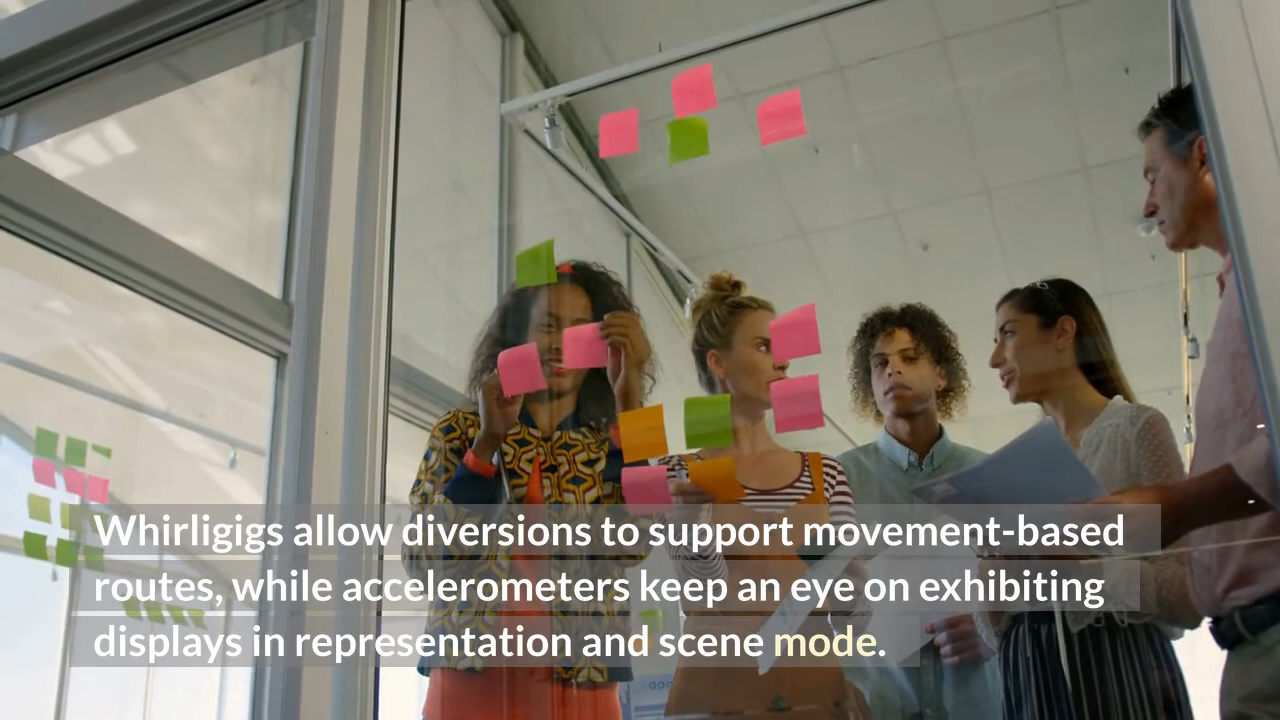 Whirligigs allow diversions to support movement-based
routes, while accelerometers keep an eye on exhibiting
displays in representation and scene mode.